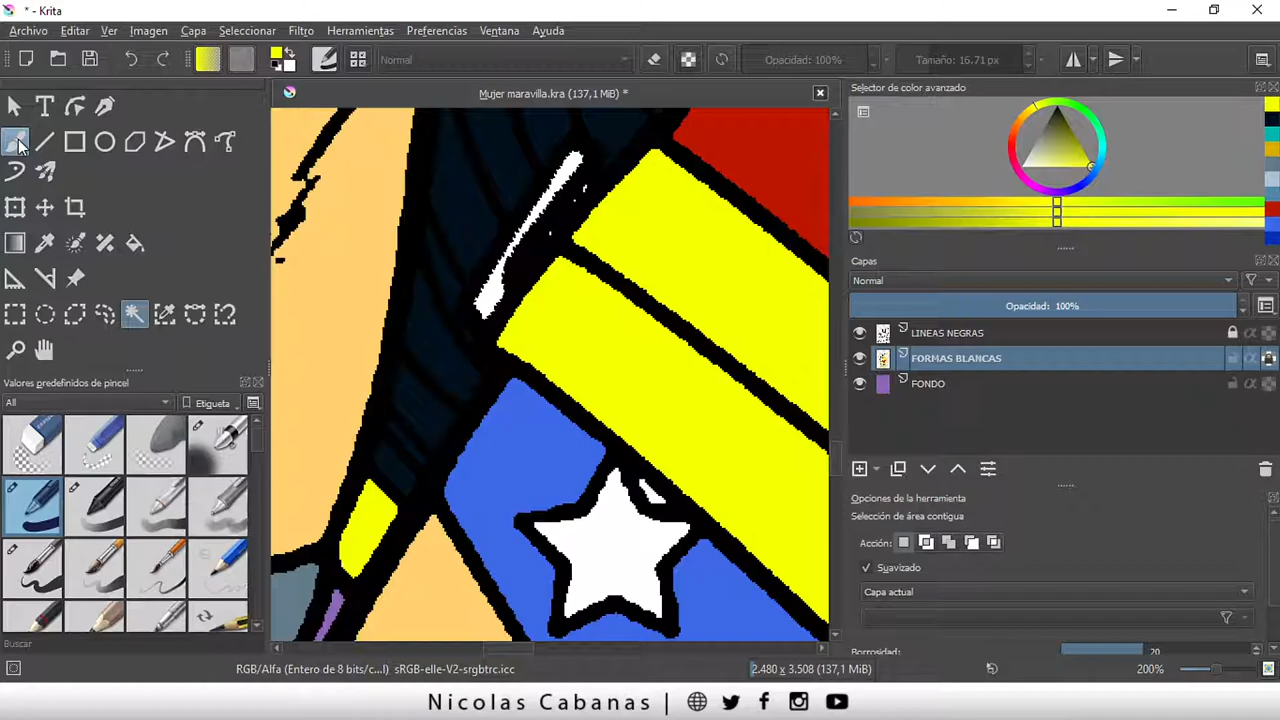 * - Krita
Archivo Editar Ver Imagen Capa Seleccionar Filtro Herramientas Preferencias Ventana Ayuda
Normal Opacidad: 100% Tamaño: 16.71 px
Mujer maravilla.kra (137,1 MiB) *
Selector de color avanzado
Capas
Normal
Opacidad: 100%
LINEAS NEGRAS
FORMAS BLANCAS
FONDO
Valores predefinidos de pincel
All Etiqueta
Buscar
Opciones de la herramienta
Selección de área contigua
Acción:
Suavizado
Capa actual
Borrosidad: 20
RGB/Alfa (Entero de 8 bits/c...l) sRGB-elle-V2-srgbtrc.icc 2.480 x 3.508 (137,1 MiB) 200%
Nicolas Cabanas |